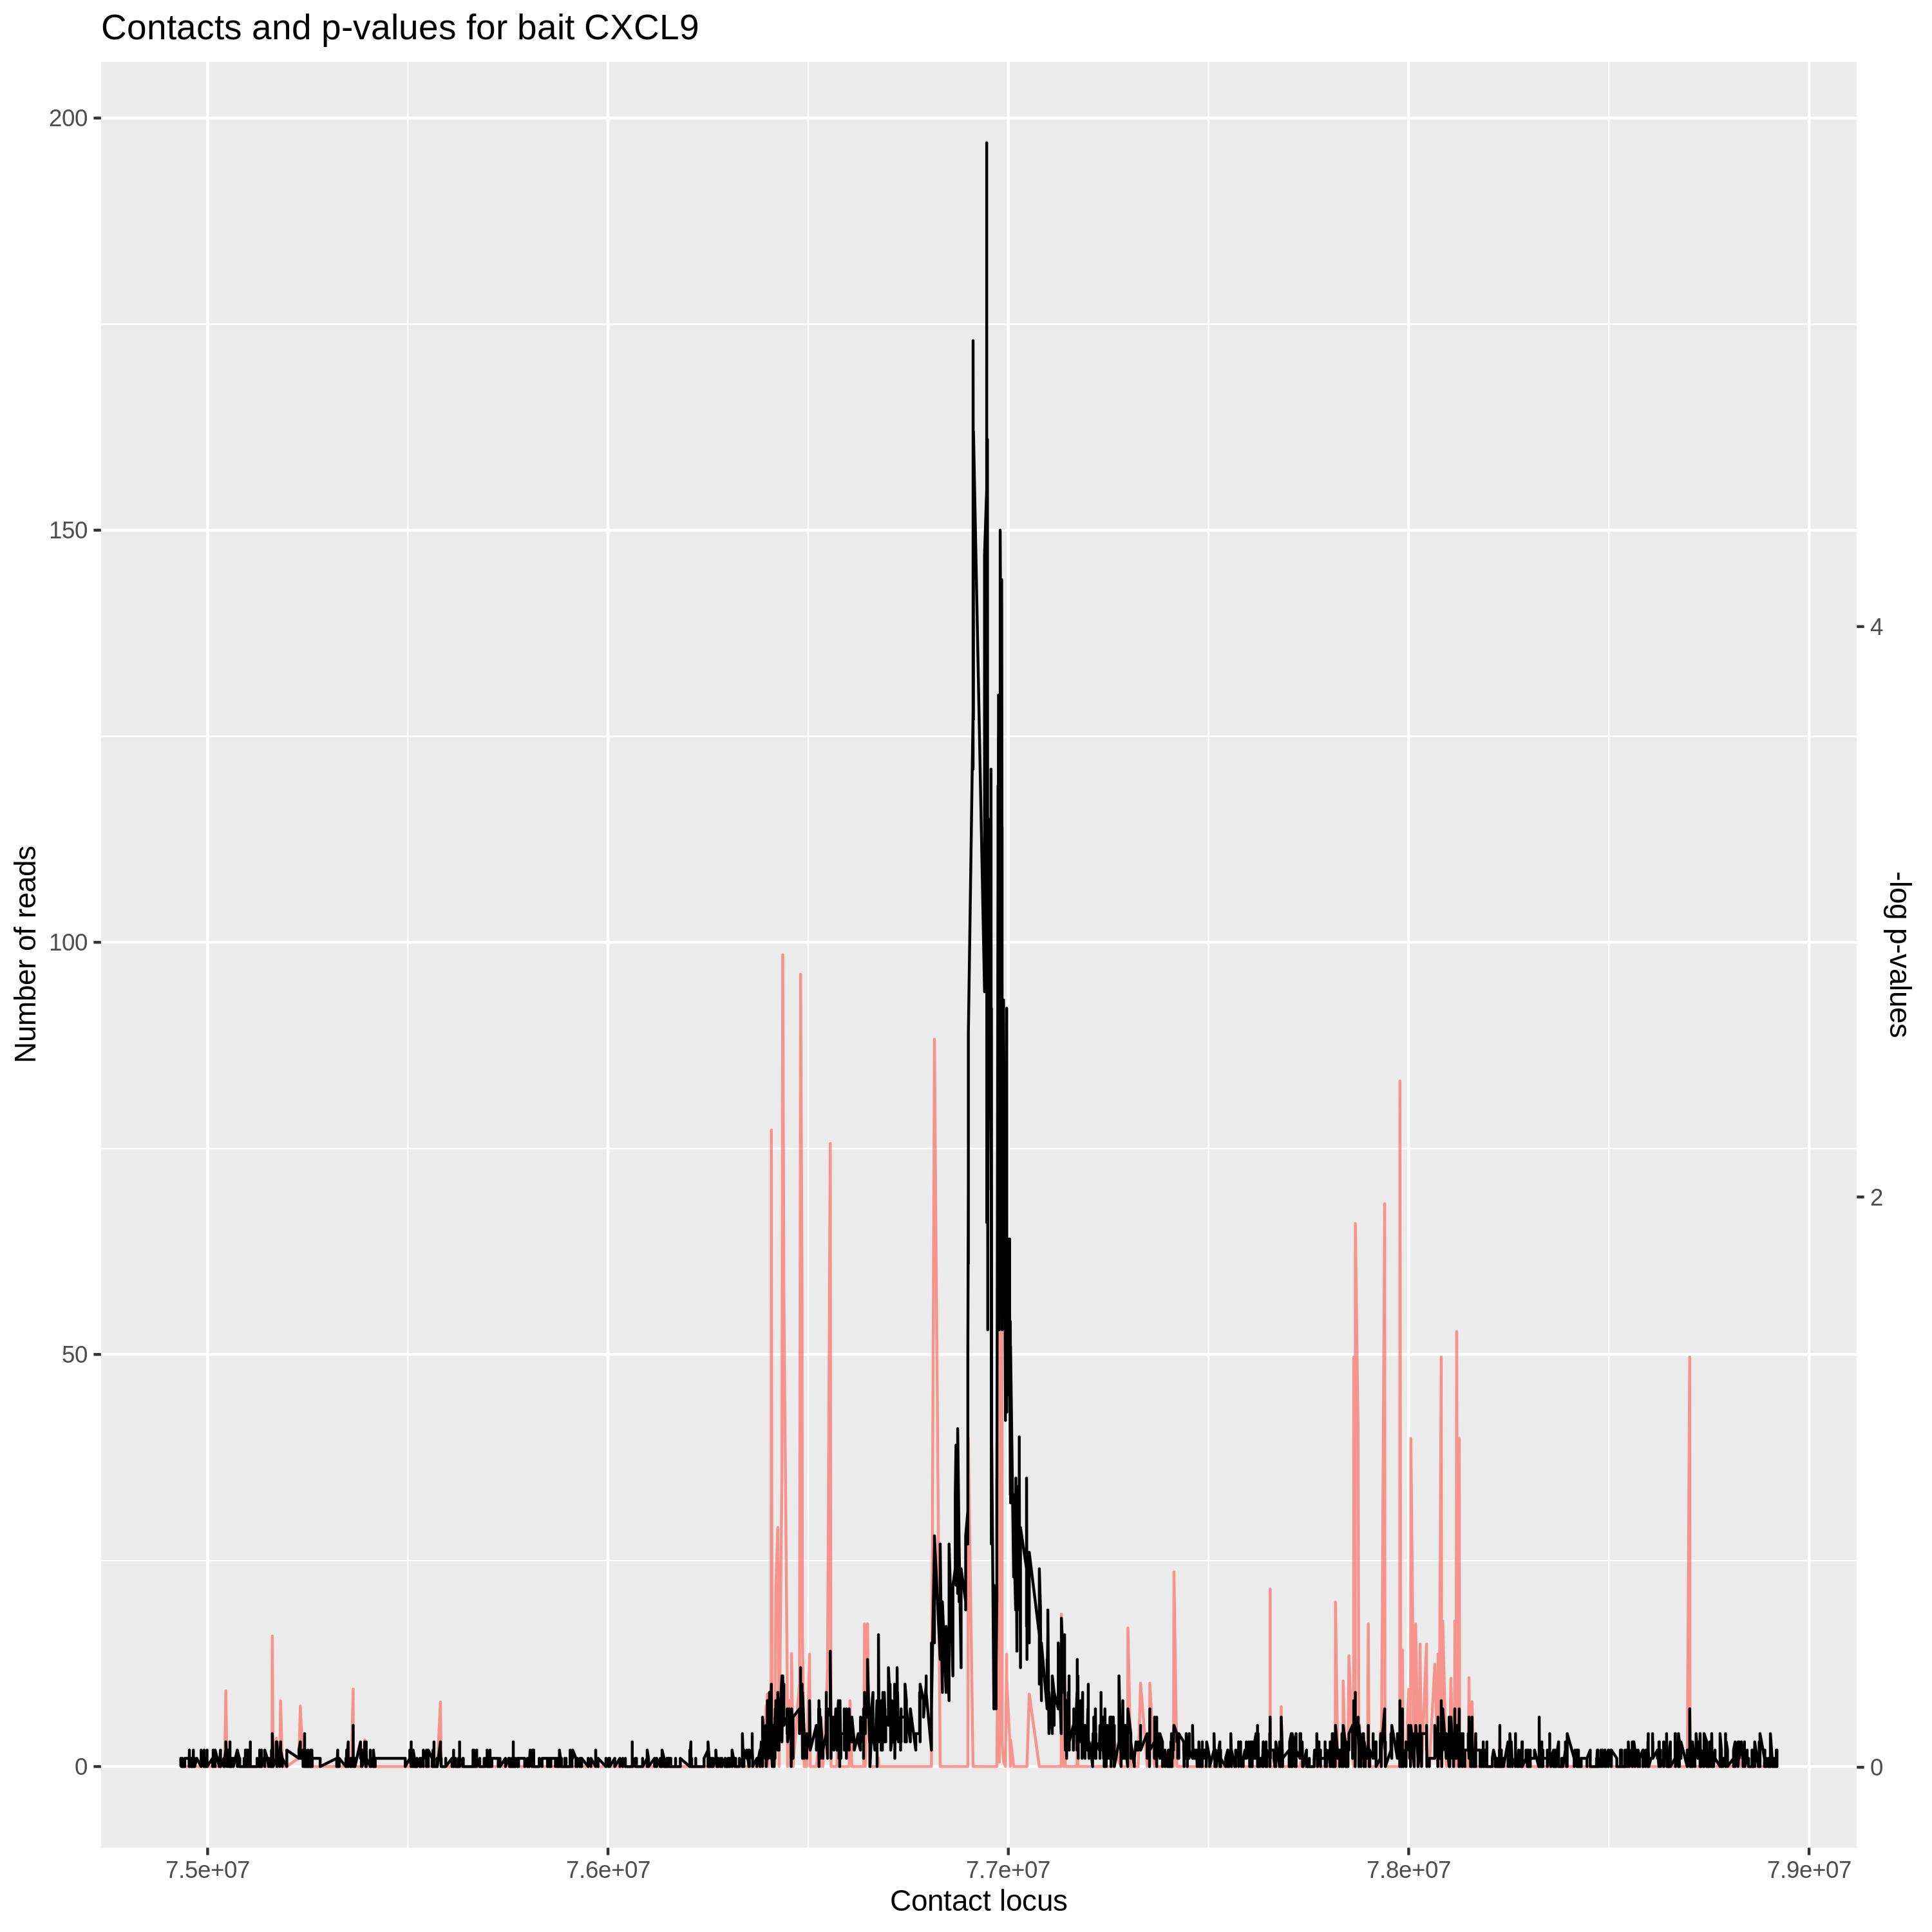 Contacts and p-values for bait CXCL9
200
150
100
50
0
Number of reads
4
2
0
-log p-values
7.5e+07
7.6e+07
7.7e+07
7.8e+07
7.9e+07
Contact locus